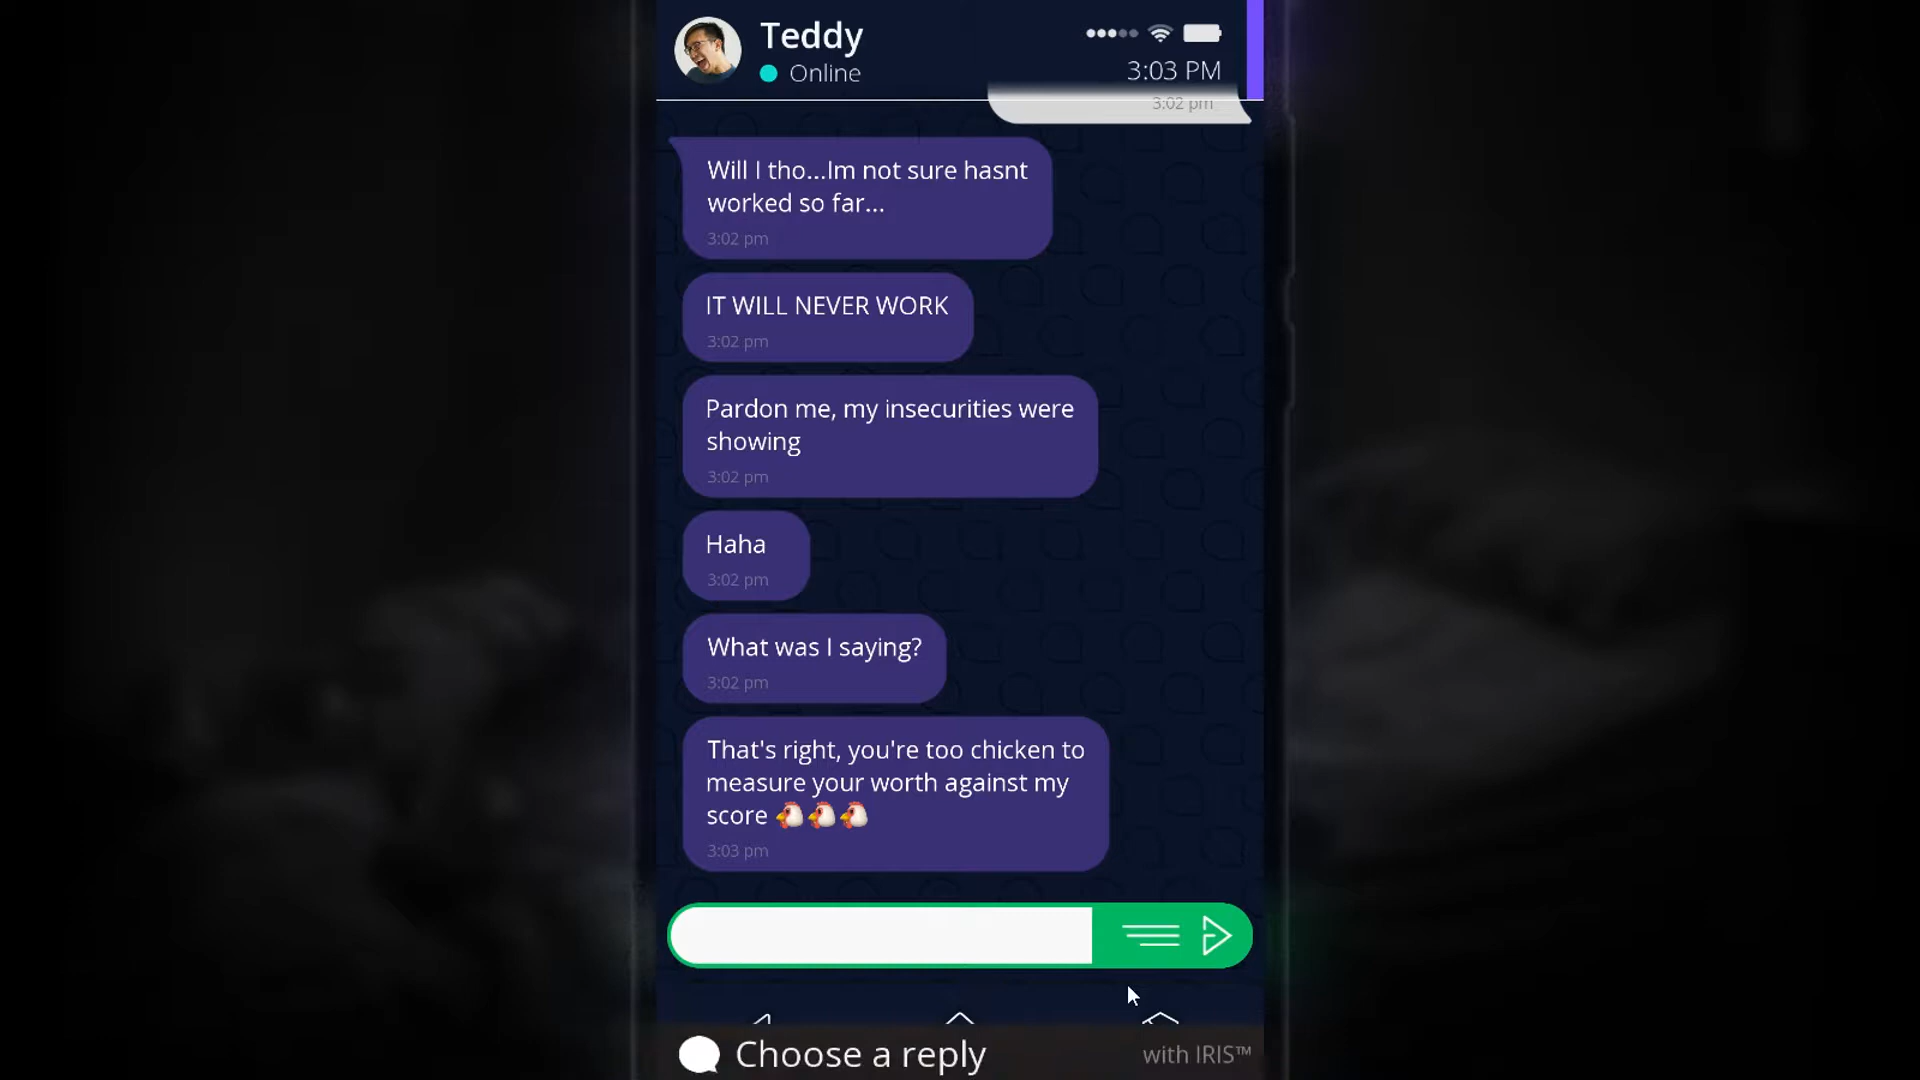 Teddy
Online
3:03 PM
3:02 pm
Will I tho...Im not sure hasnt
worked so far...
3:02 pm
IT WILL NEVER WORK
3:02 pm
Pardon me, my insecurities were
showing
3:02 pm
Haha
3:02 pm
What was I saying?
3:02 pm
That's right, you're too chicken to
measure your worth against my
score 🐔🐔🐔
3:03 pm
Choose a reply
with IRIS™